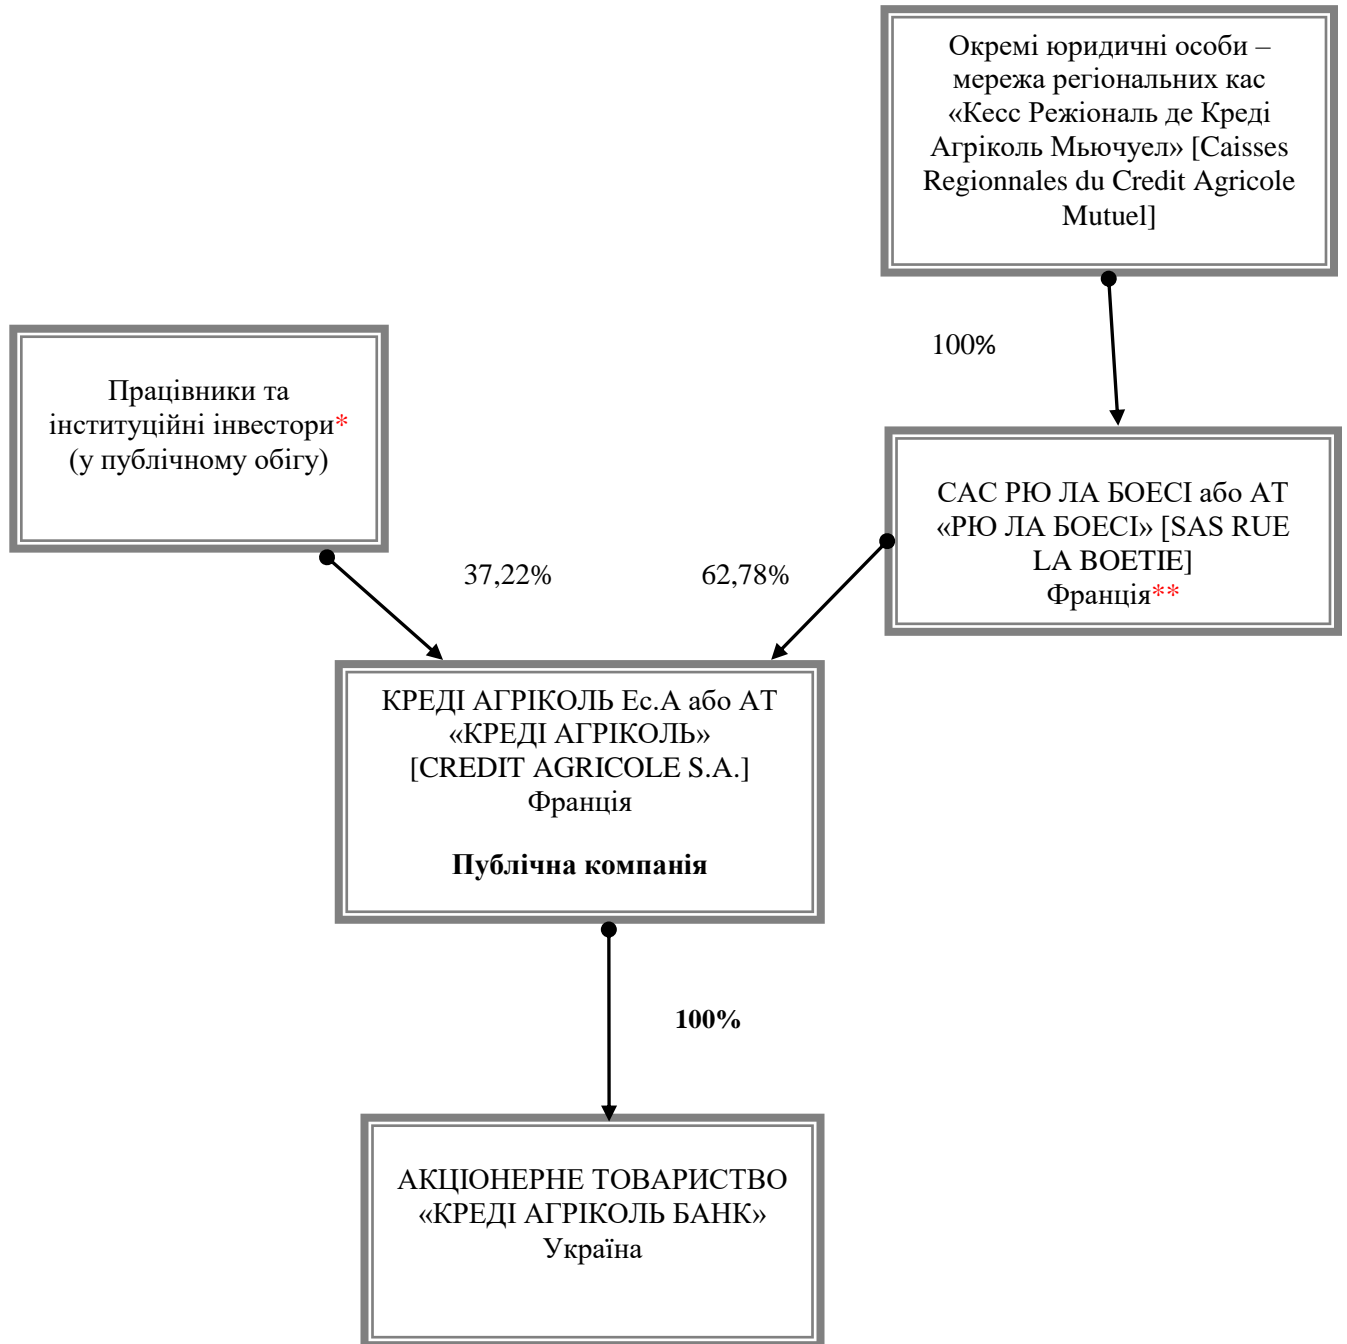 Окремі юридичні особи –
мережа регіональних кас
«Кесс Режіональ де Креді
Агріколь Мьючуел» [Caisses
Regionnales du Credit Agricole
Mutuel]
100%
Працівники та
інституційні інвестори*
(у публічному обігу)
САС РЮ ЛА БОЕСІ або АТ
«РЮ ЛА БОЕСІ» [SAS RUE
LA BOETIE]
Франція**
37,22%
62,78%
КРЕДІ АГРІКОЛЬ Ес.А або АТ
«КРЕДІ АГРІКОЛЬ»
[CREDIT AGRICOLE S.A.]
Франція
Публічна компанія
100%
АКЦІОНЕРНЕ ТОВАРИСТВО
«КРЕДІ АГРІКОЛЬ БАНК»
Україна